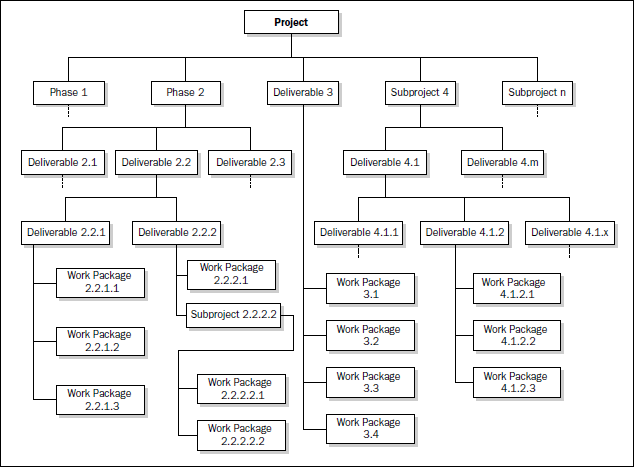 Project
Phase 1
Phase 2
Deliverable 3
Subproject 4
Subproject n
Deliverable 2.1
Deliverable 2.2
Deliverable 2.3
Deliverable 4.1
Deliverable 4.m
Deliverable 2.2.1
Deliverable 2.2.2
Deliverable 4.1.1
Deliverable 4.1.2
Deliverable 4.1.x
Work Package
2.2.1.1
Work Package
2.2.1.2
Work Package
2.2.1.3
Work Package
2.2.2.1
Subproject 2.2.2.2
Work Package
2.2.2.2.1
Work Package
2.2.2.2.2
Work Package
3.1
Work Package
3.2
Work Package
3.3
Work Package
3.4
Work Package
4.1.2.1
Work Package
4.1.2.2
Work Package
4.1.2.3